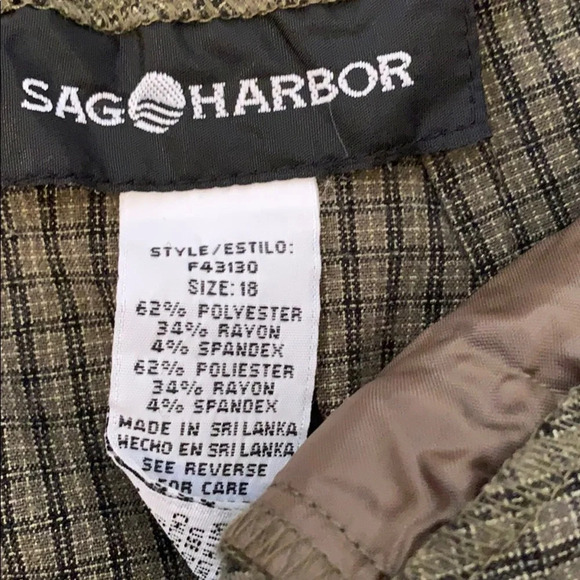 SAG HARBOR
STYLE/ESTILO:
F43130
SIZE: 18
62% POLYESTER
34% RAYON
4% SPANDEX
62% POLIESTER
34% RAYON
4% SPANDEX
MADE IN SRI LANKA
HECHO EN SRI LANKA
SEE REVERSE
FOR CARE